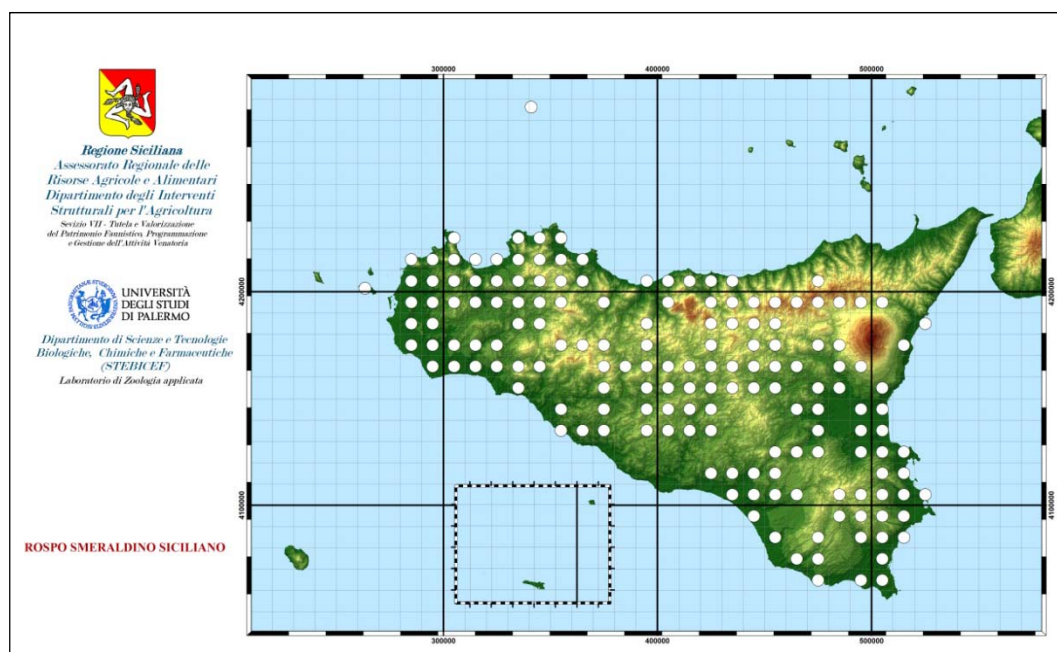 Regione Siciliana
Assessorato Regionale delle
Risorse Agricole e Alimentari
Dipartimento degli Interventi
Strutturali per l'Agricoltura
Sevizio VII - Tutela e Valorizzazione
del Patrimonio Faunistico, Programmazione
e Gestione dell'Attività Venatoria
UNIVERSITÀ
DEGLI STUDI
DI PALERMO
Dipartimento di Scienze e Tecnologie
Biologiche, Chimiche e Farmaceutiche
(STEBICEF)
Laboratorio di Zoologia applicata
ROSPO SMERALDINO SICILIANO
300000 400000 500000
4200000 4200000
4100000 4100000
300000 400000 500000